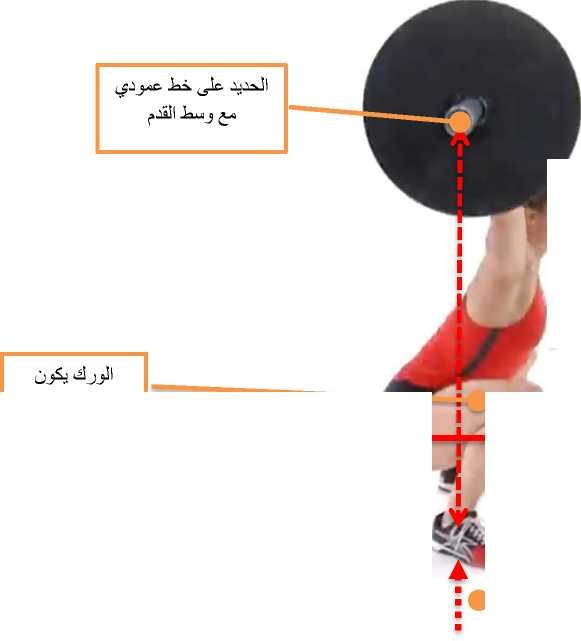 الحديد على خط عمودي
مع وسط القدم
الورك يكون